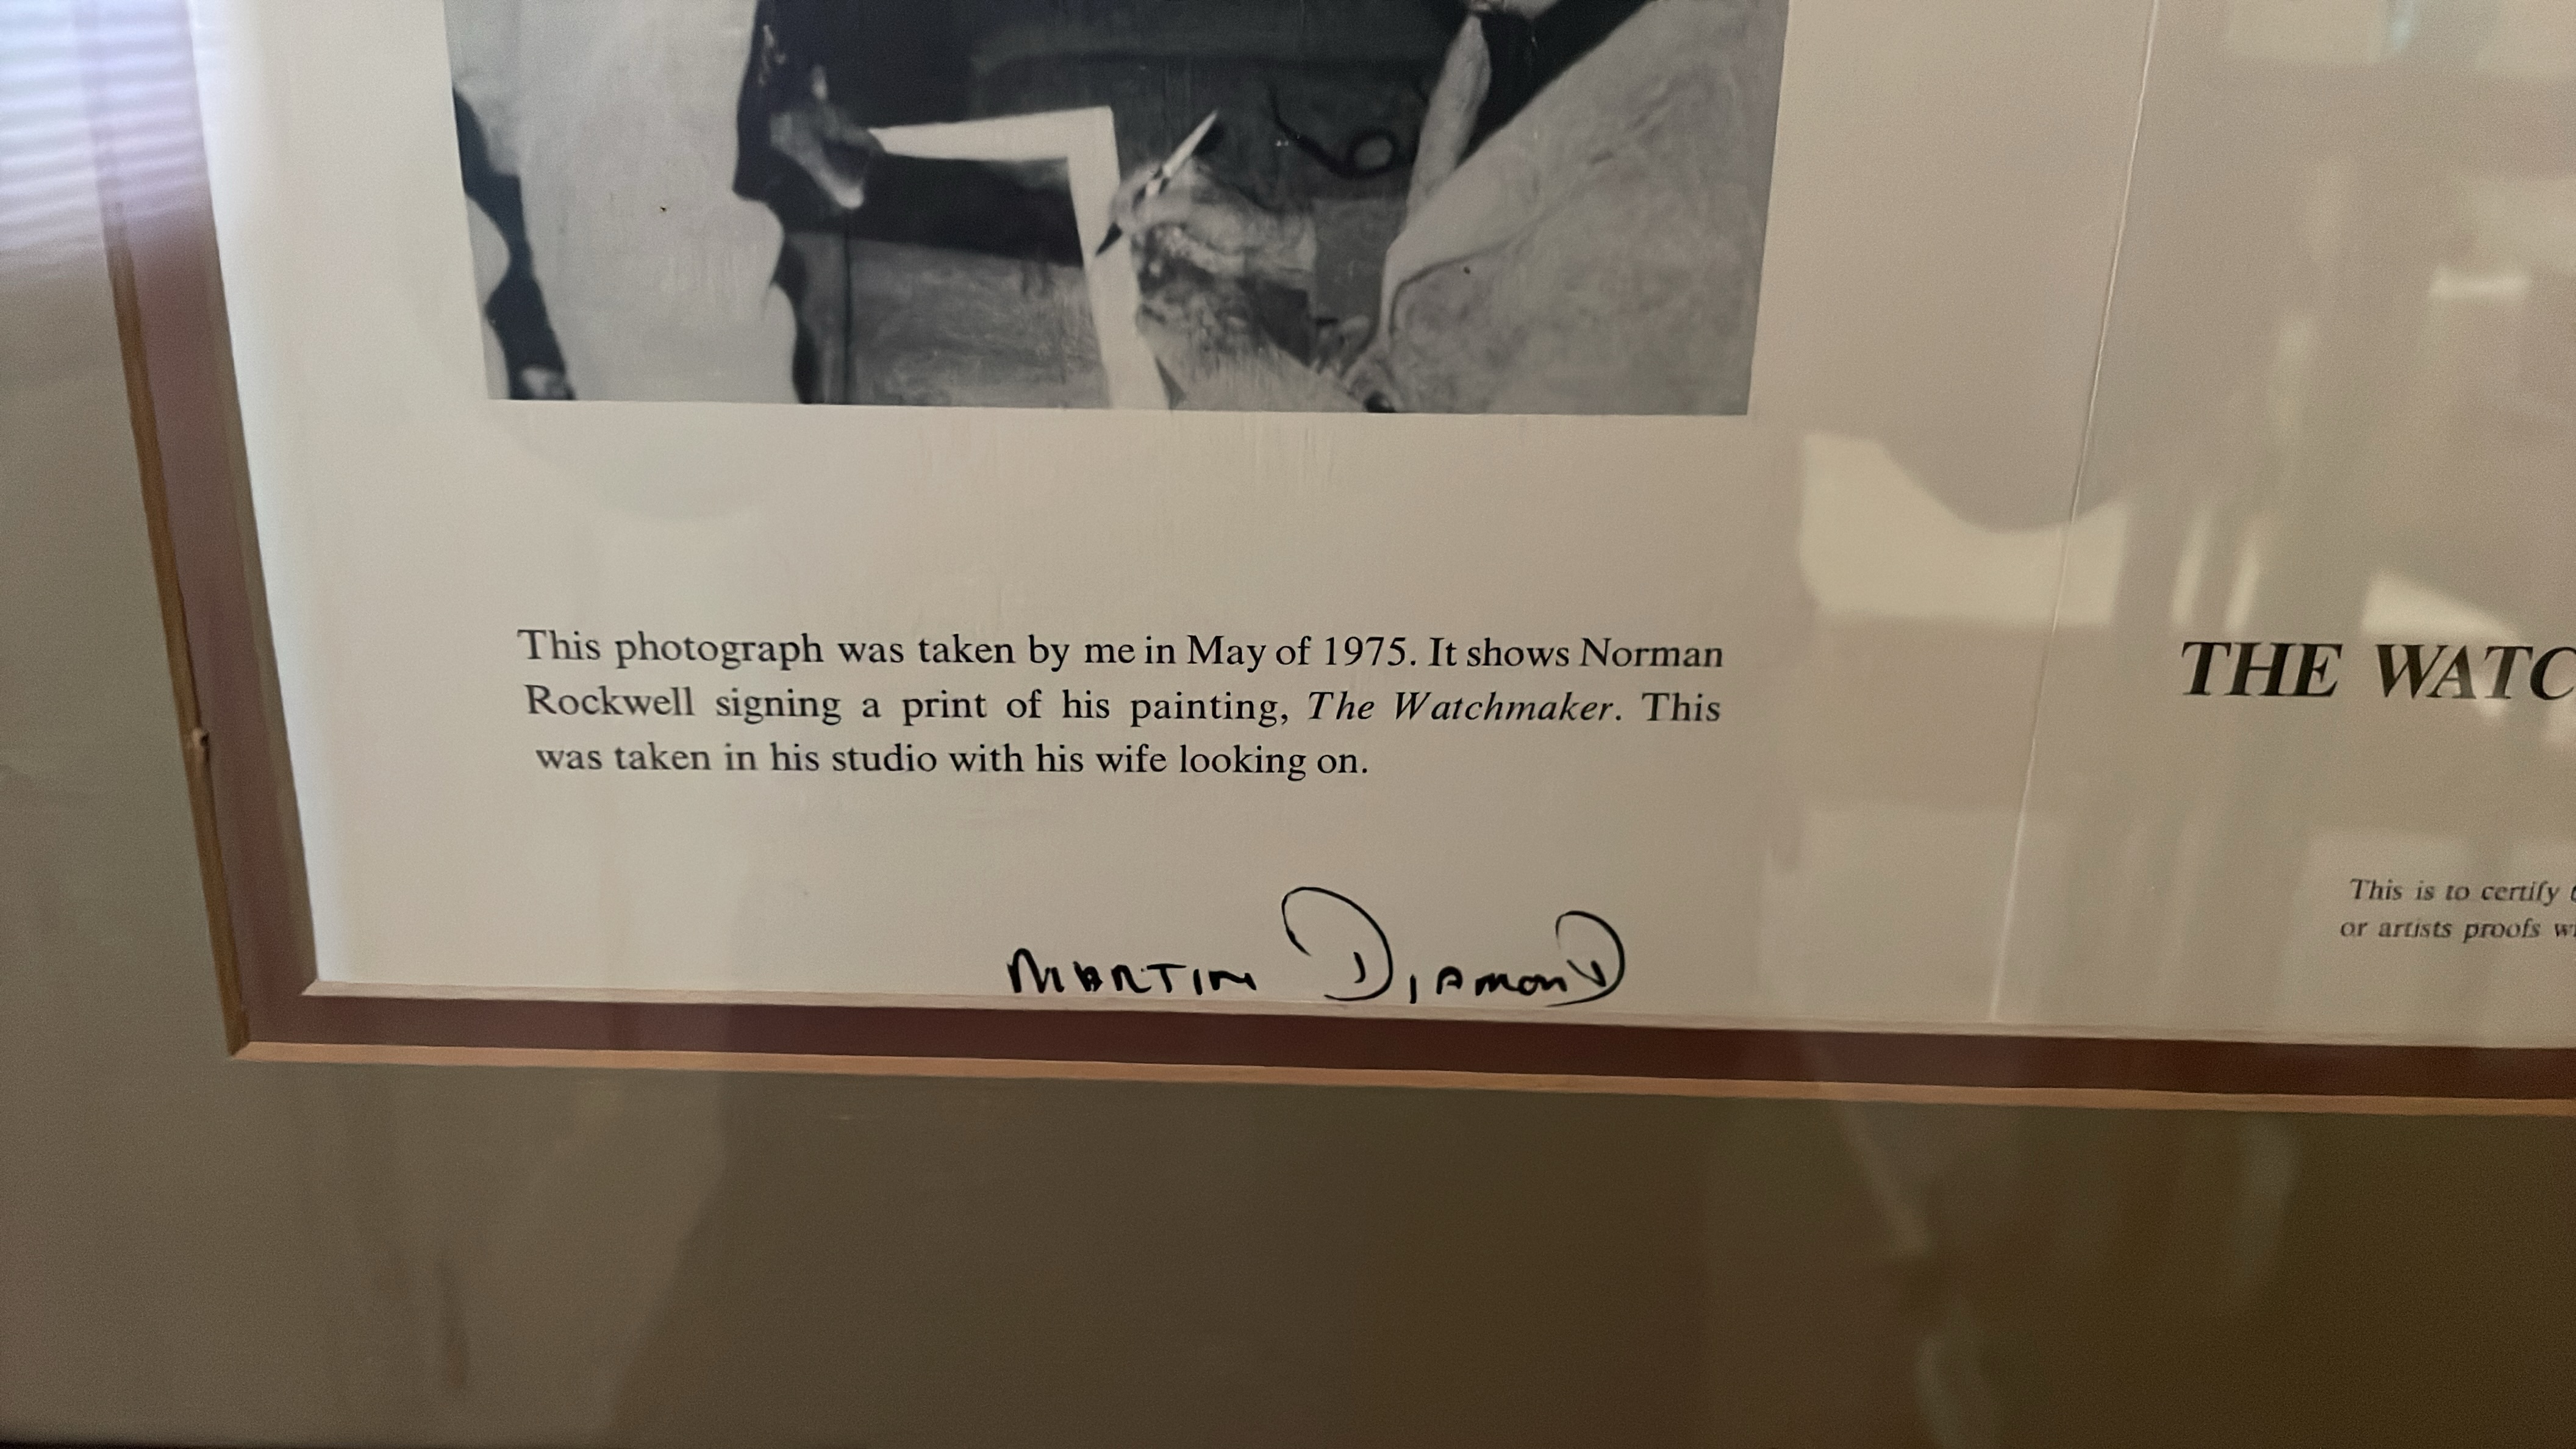 This photograph was taken by me in May of 1975. It shows Norman
Rockwell signing a print of his painting, The Watchmaker. This
was taken in his studio with his wife looking on.
MARTIN DIAMOND
THE WATC
This is to certify
or artists proofs